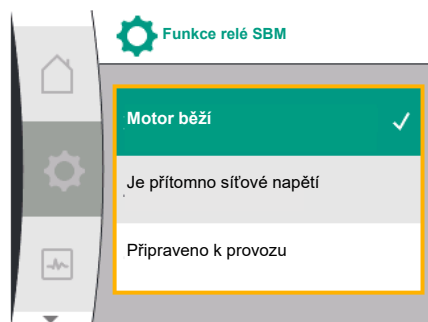 Funkce relé SBM
Motor běží
Je přítomno síťové napětí
Připraveno k provozu